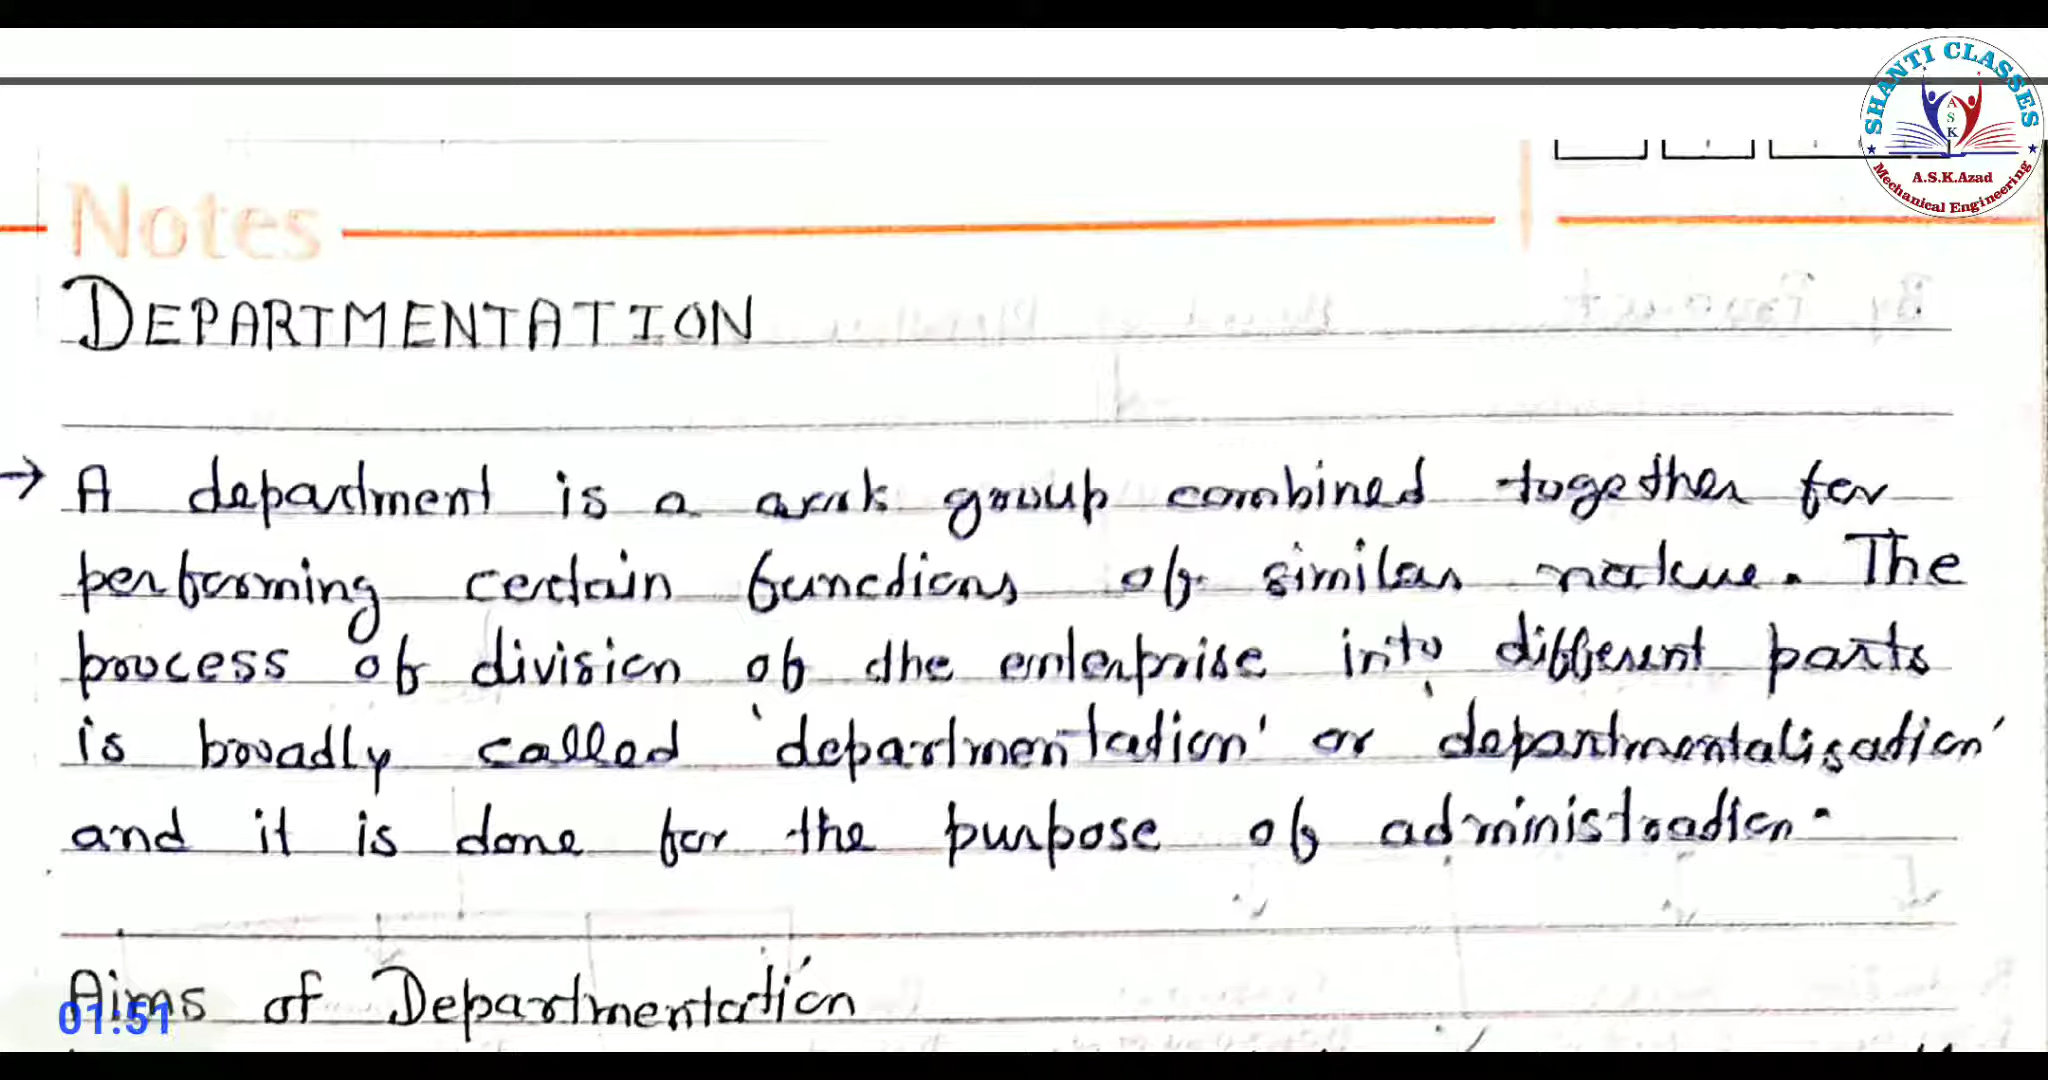 SHANTI CLASSES
A S K
A.S.K.Azad
Mechanical Engineering
Notes
DEPARTMENTATION
→ A department is a work group combined together for
performing certain functions of similar nature. The
process of division of the enterprise into different parts
is broadly called 'departmentation' or 'departmentalisation'
and it is done for the purpose of administration.
Aims of Departmentation
01:51